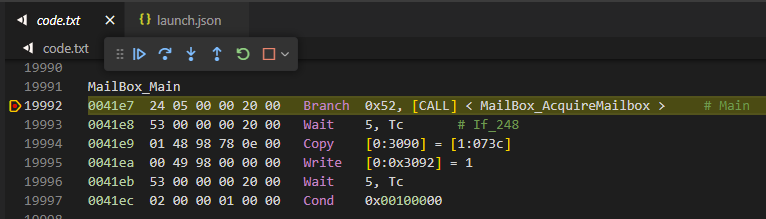 code.txt
launch.json
code.txt
19990
19991 MailBox_Main
19992 0041e7 24 05 00 00 20 00 Branch 0x52, [CALL] < MailBox_AcquireMailbox > # Main
19993 0041e8 53 00 00 00 20 00 Wait 5, Tc # If_248
19994 0041e9 01 48 98 78 0e 00 Copy [0:3090] = [1:073c]
19995 0041ea 00 49 98 00 00 00 Write [0:0x3092] = 1
19996 0041eb 53 00 00 00 20 00 Wait 5, Tc
19997 0041ec 02 00 00 01 00 00 Cond 0x00100000